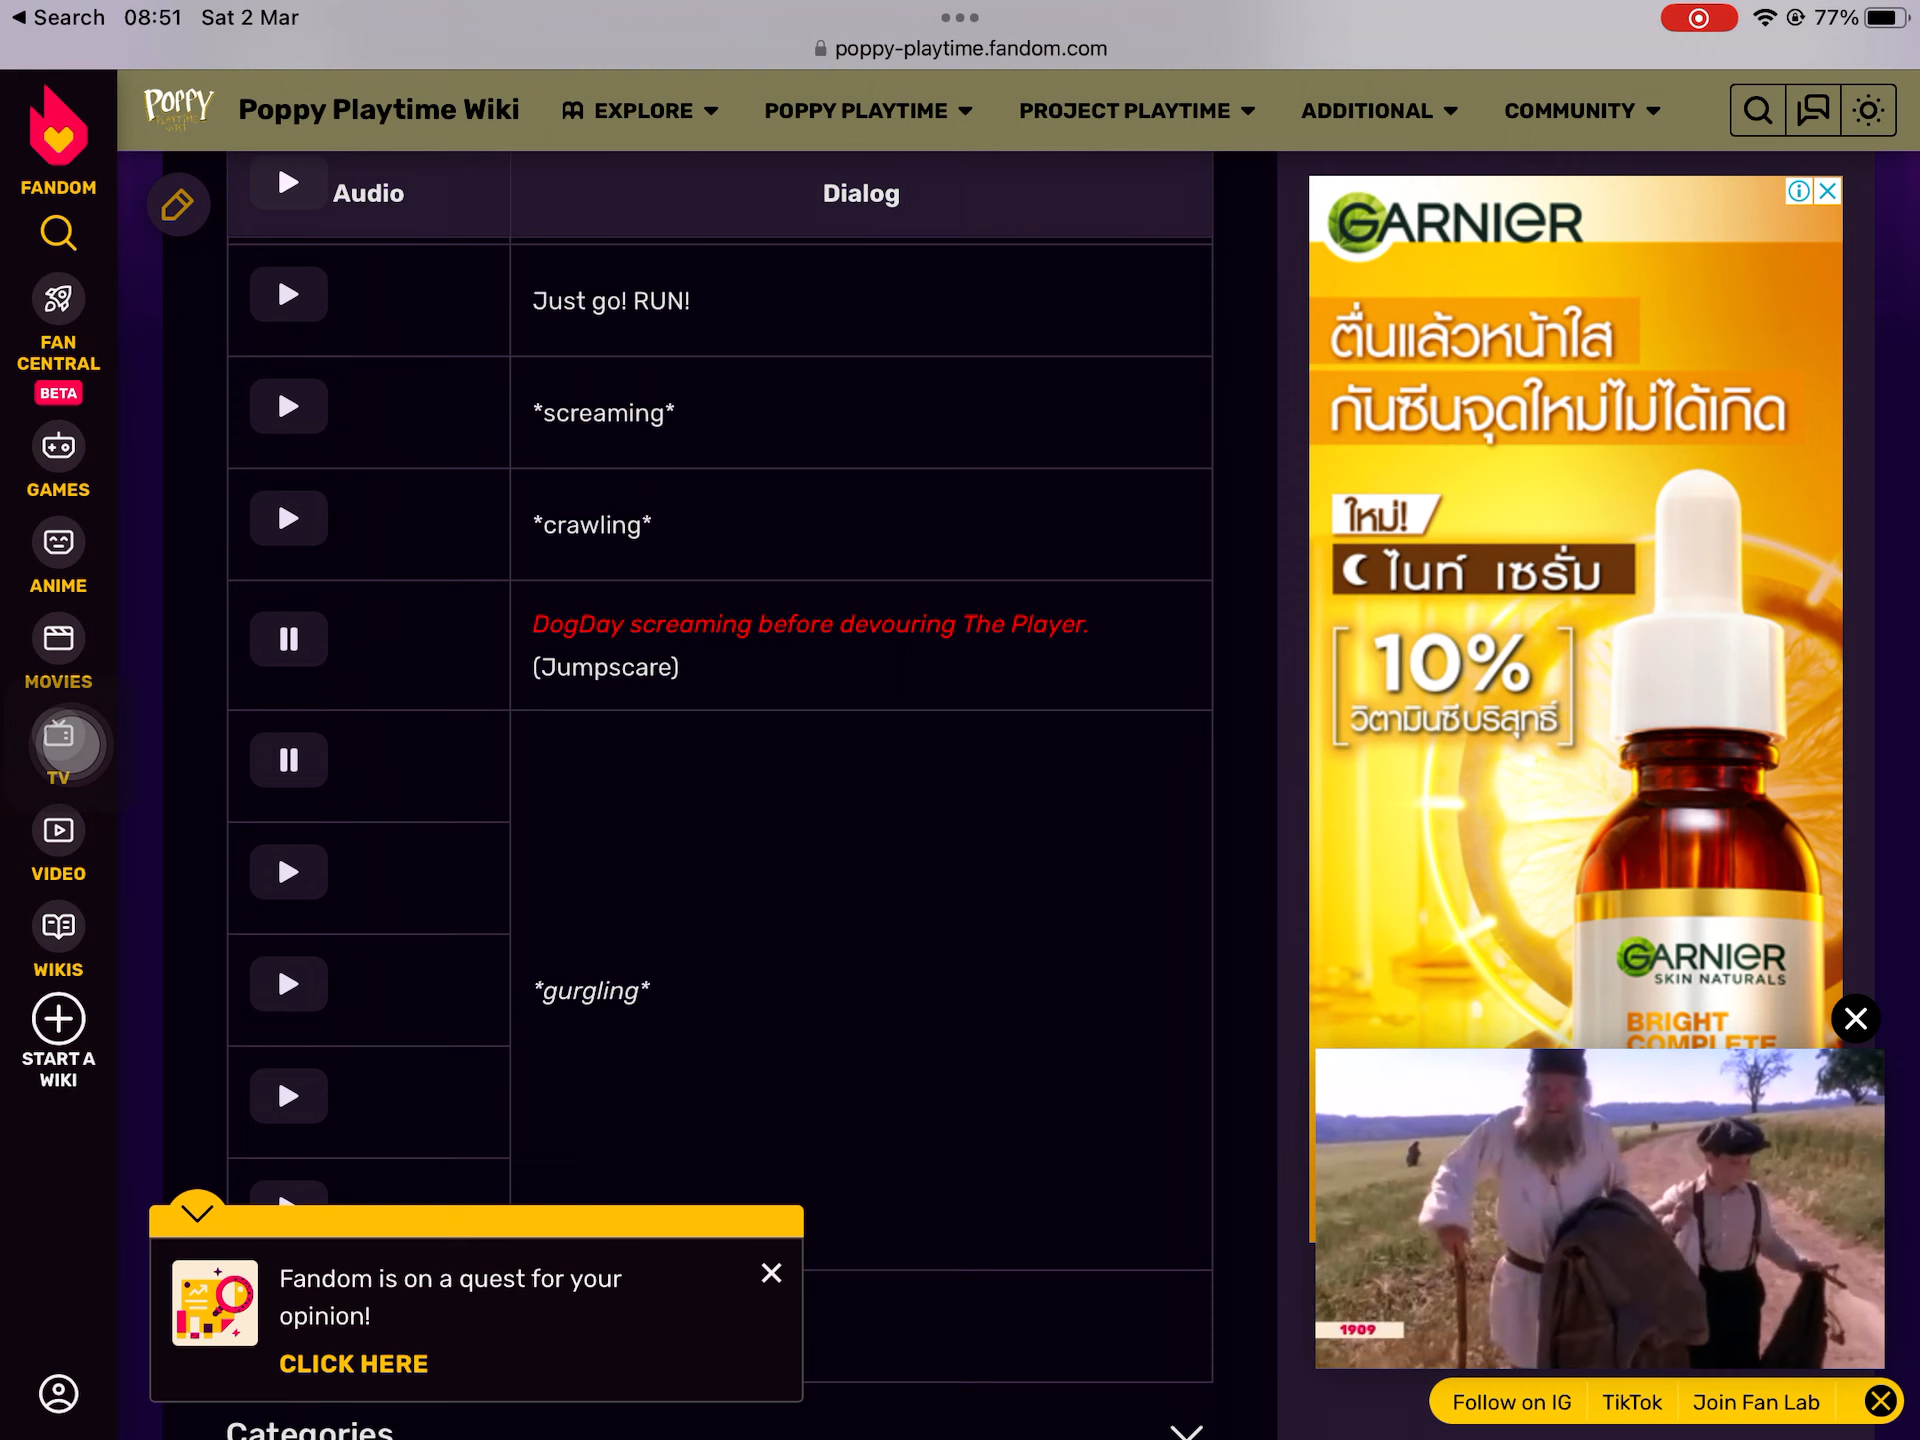 Search 08:51 Sat 2 Mar
77%
poppy-playtime.fandom.com
POPPY PLAYTIME WIKI
Poppy Playtime Wiki EXPLORE POPPY PLAYTIME PROJECT PLAYTIME ADDITIONAL COMMUNITY
FANDOM
FAN
CENTRAL
BETA
GAMES
ANIME
MOVIES
TV
VIDEO
WIKIS
START A
WIKI
Audio Dialog
Just go! RUN!
*screaming*
*crawling*
DogDay screaming before devouring The Player.
(Jumpscare)
*gurgling*
Fandom is on a quest for your
opinion!
CLICK HERE
Categories
GARNIER
ตื่นแล้วหน้าใส
กันซีนจุดใหม่ไม่ได้เกิด
ใหม่!
ไนท์ เซรั่ม
10%
วิตามินซีบริสุทธิ์
GARNIER
SKIN NATURALS
BRIGHT
COMPLETE
1909
Follow on IG TikTok Join Fan Lab